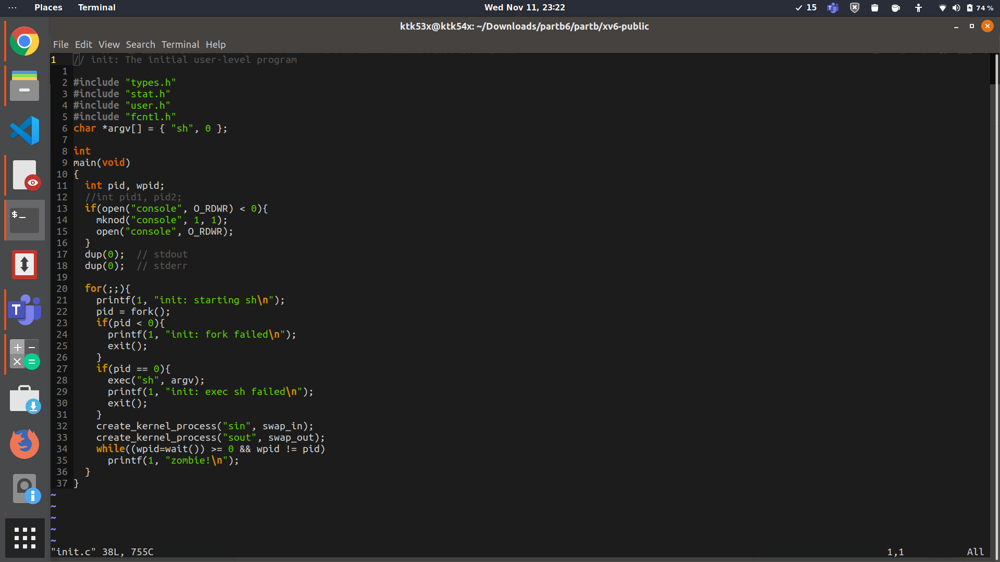 ··· Places Terminal Wed Nov 11, 23:22 15 74 %
ktk53x@ktk54x: ~/Downloads/partb6/partb/xv6-public
File Edit View Search Terminal Help
1 // init: The initial user-level program
1
2 #include "types.h"
3 #include "stat.h"
4 #include "user.h"
5 #include "fcntl.h"
6 char *argv[] = { "sh", 0 };
7
8 int
9 main(void)
10 {
11 int pid, wpid;
12 //int pid1, pid2;
13 if(open("console", O_RDWR) < 0){
14 mknod("console", 1, 1);
15 open("console", O_RDWR);
16 }
17 dup(0); // stdout
18 dup(0); // stderr
19
20 for(;;){
21 printf(1, "init: starting sh\n");
22 pid = fork();
23 if(pid < 0){
24 printf(1, "init: fork failed\n");
25 exit();
26 }
27 if(pid == 0){
28 exec("sh", argv);
29 printf(1, "init: exec sh failed\n");
30 exit();
31 }
32 create_kernel_process("sin", swap_in);
33 create_kernel_process("sout", swap_out);
34 while((wpid=wait()) >= 0 && wpid != pid)
35 printf(1, "zombie!\n");
36 }
37 }
~
~
~
~
~
"init.c" 38L, 755C 1,1 All